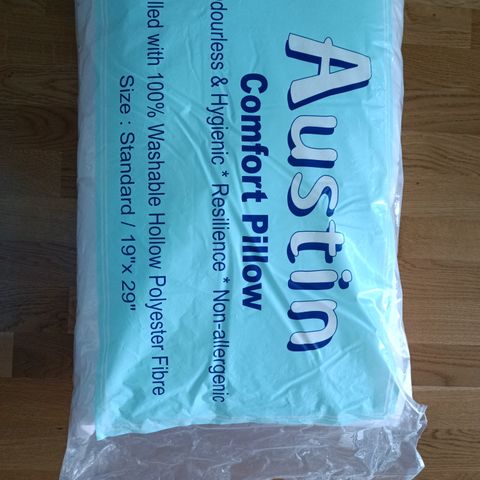 Austin
Comfort Pillow
dourless & Hygienic * Resilience * Non-allergenic
lled with 100% Washable Hollow Polyester Fibre
Size : Standard / 19"x 29"